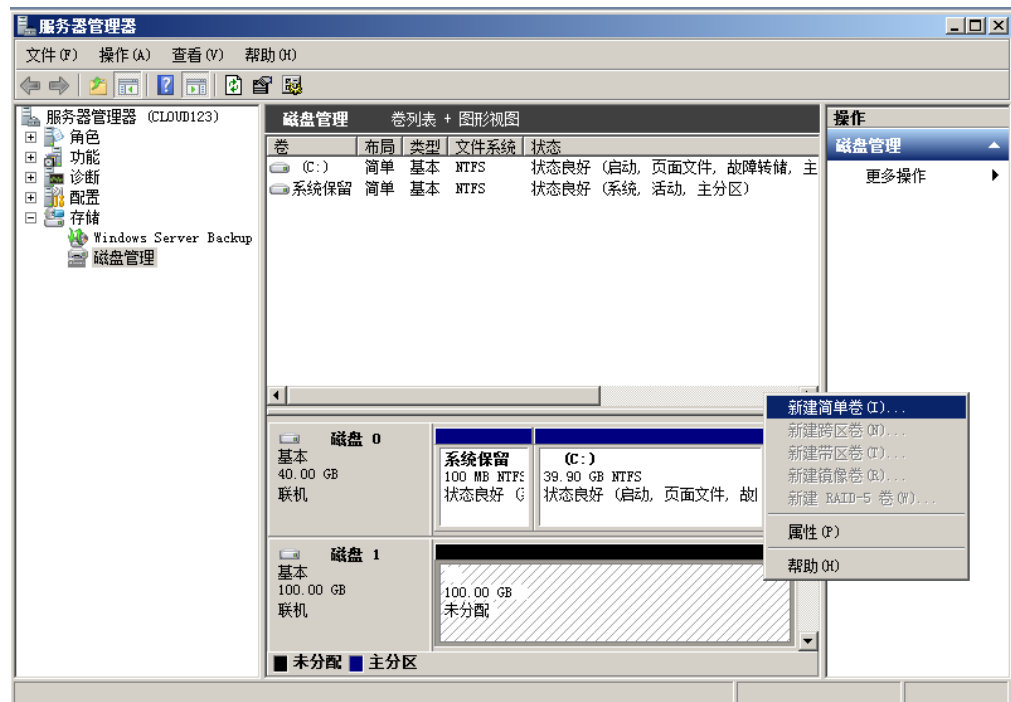 服务器管理器
文件(F) 操作(A) 查看(V) 帮助(H)
服务器管理器 (CLOUD123)
角色
功能
诊断
配置
存储
Windows Server Backup
磁盘管理
磁盘管理 卷列表 + 图形视图
卷 布局 类型 文件系统 状态
(C:) 简单 基本 NTFS 状态良好 (启动, 页面文件, 故障转储, 主
系统保留 简单 基本 NTFS 状态良好 (系统, 活动, 主分区)
磁盘 0
基本
40.00 GB
联机
系统保留
100 MB NTFS
状态良好 (
(C:)
39.90 GB NTFS
状态良好 (启动, 页面文件, 故
磁盘 1
基本
100.00 GB
联机
100.00 GB
未分配
未分配 主分区
操作
磁盘管理
更多操作
新建简单卷(I)...
新建跨区卷(N)...
新建带区卷(T)...
新建镜像卷(R)...
新建 RAID-5 卷(W)...
属性(P)
帮助(H)